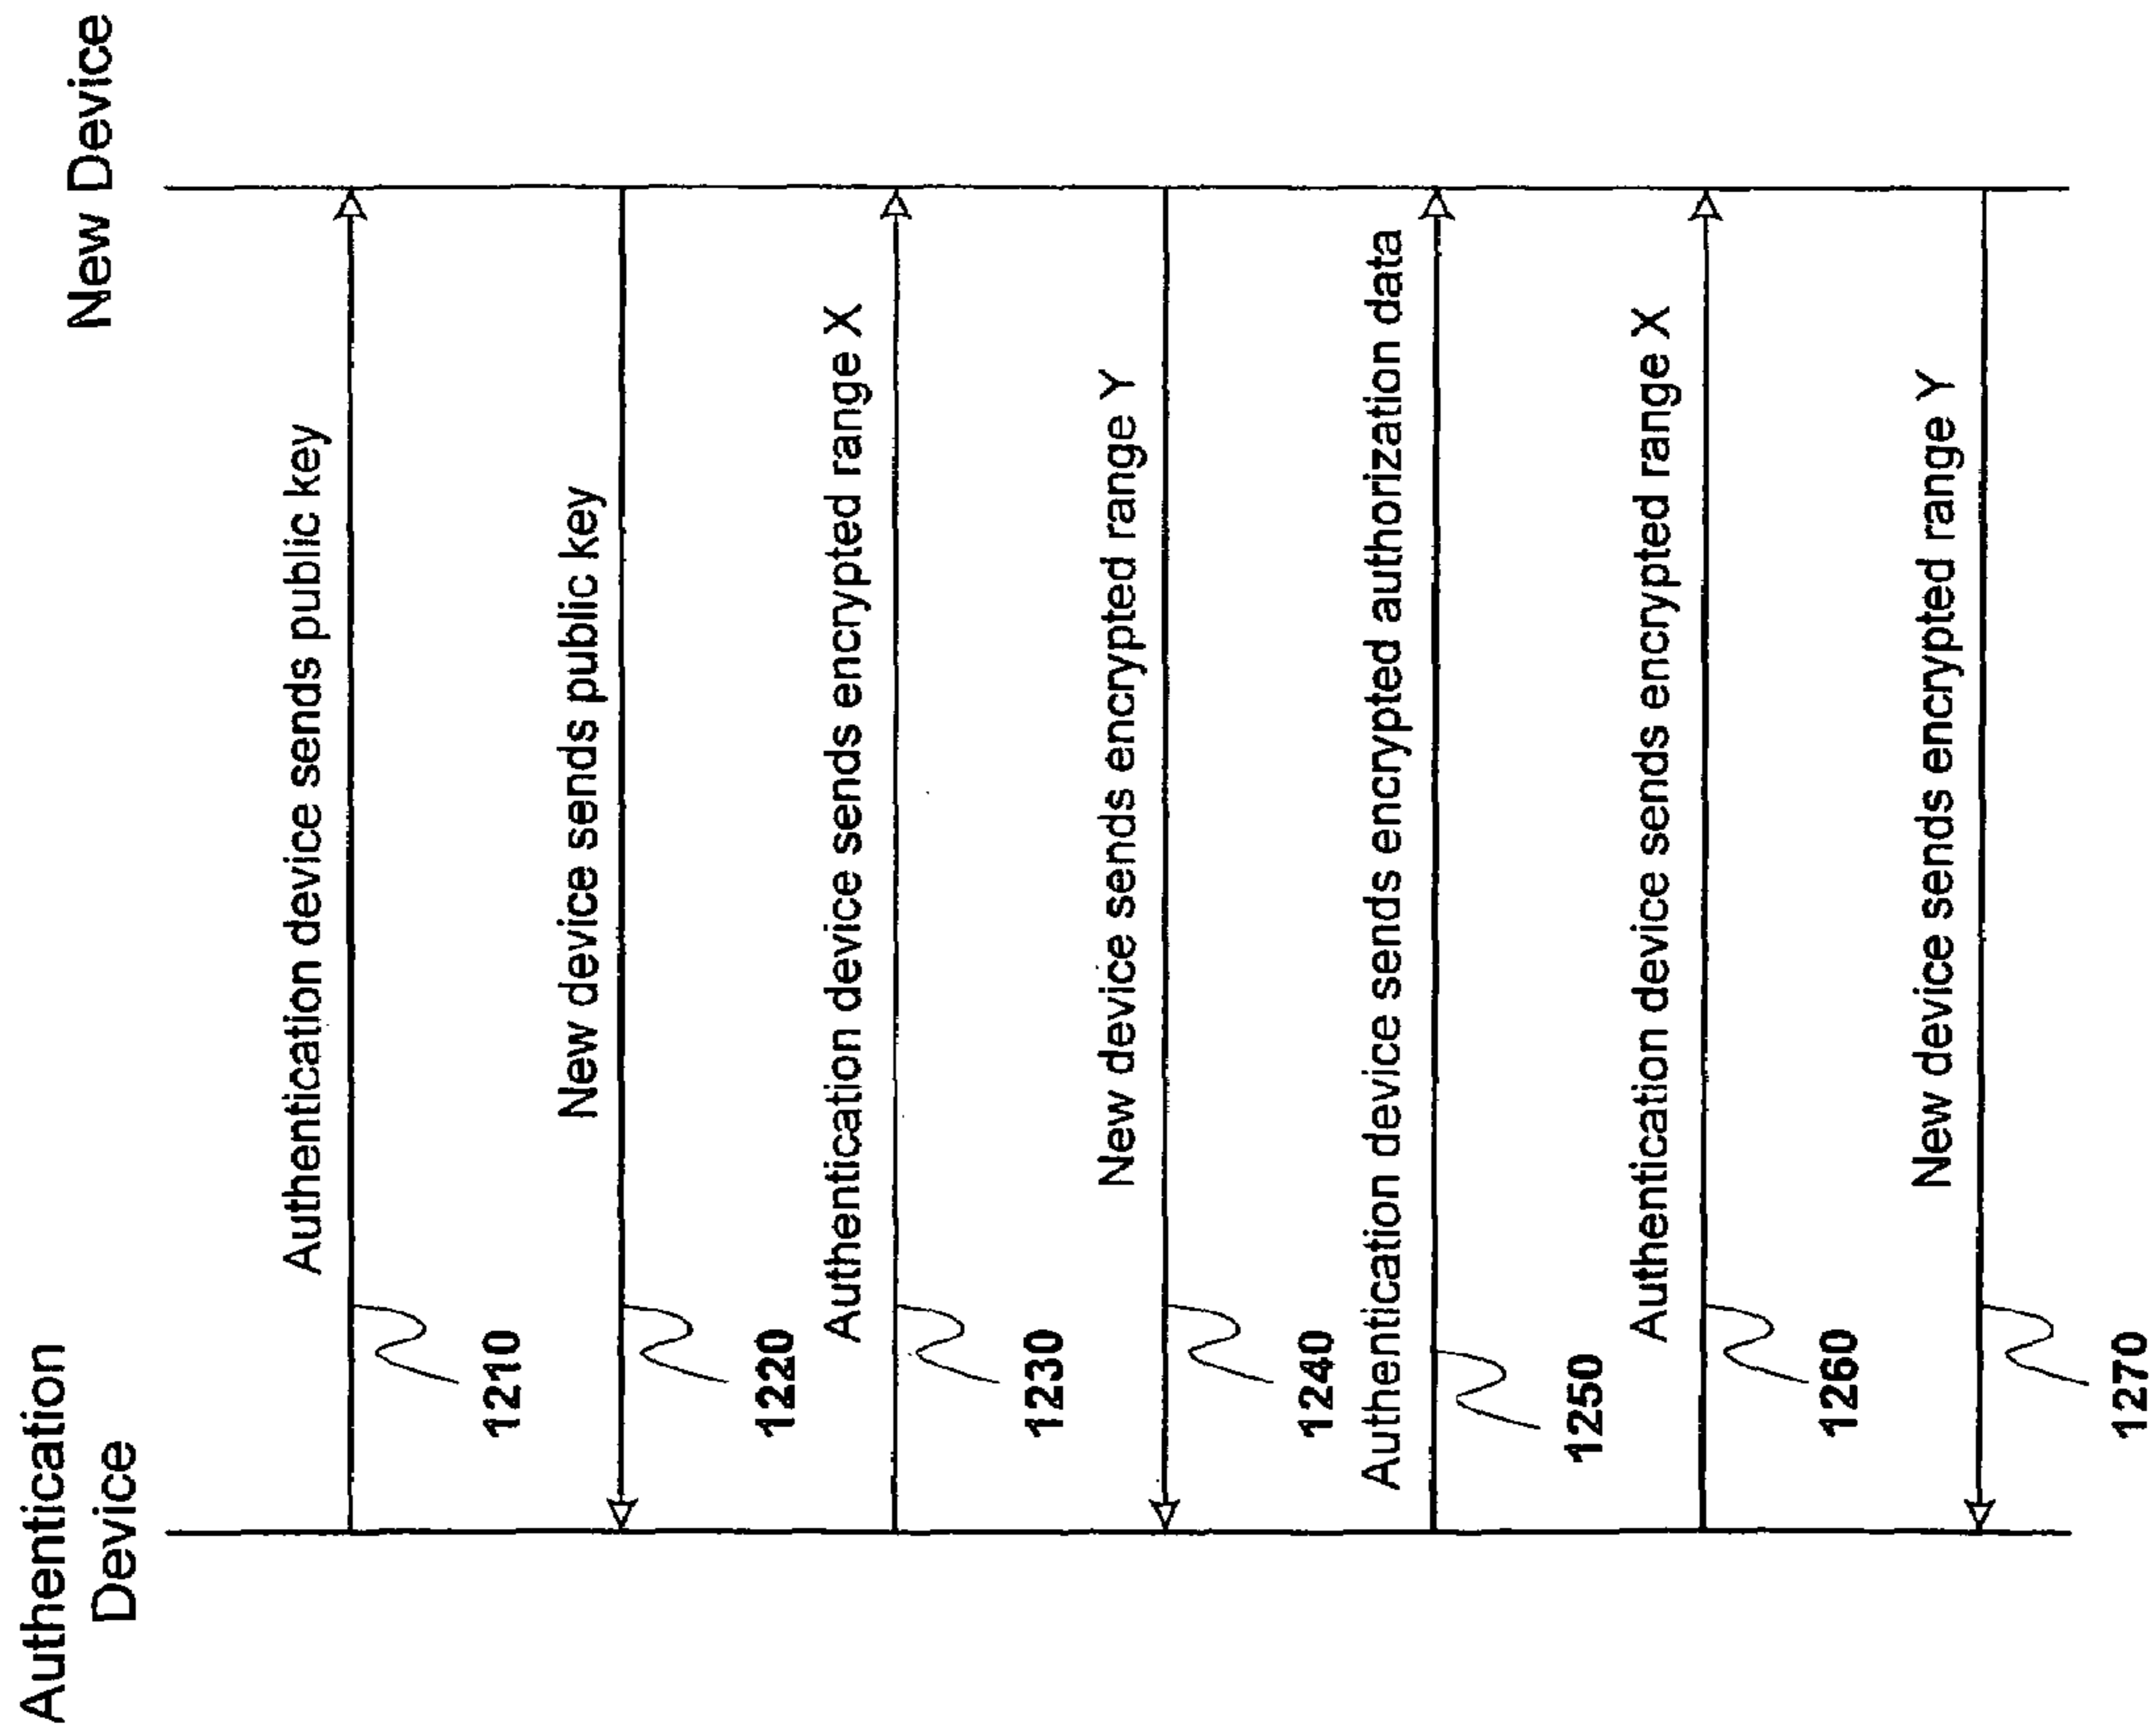 Authentication
Device
New Device
Authentication device sends public key
1210
New device sends public key
1220
Authentication device sends encrypted range X
1230
New device sends encrypted range Y
1240
Authentication device sends encrypted authorization data
1250
Authentication device sends encrypted range X
1260
New device sends encrypted range Y
1270